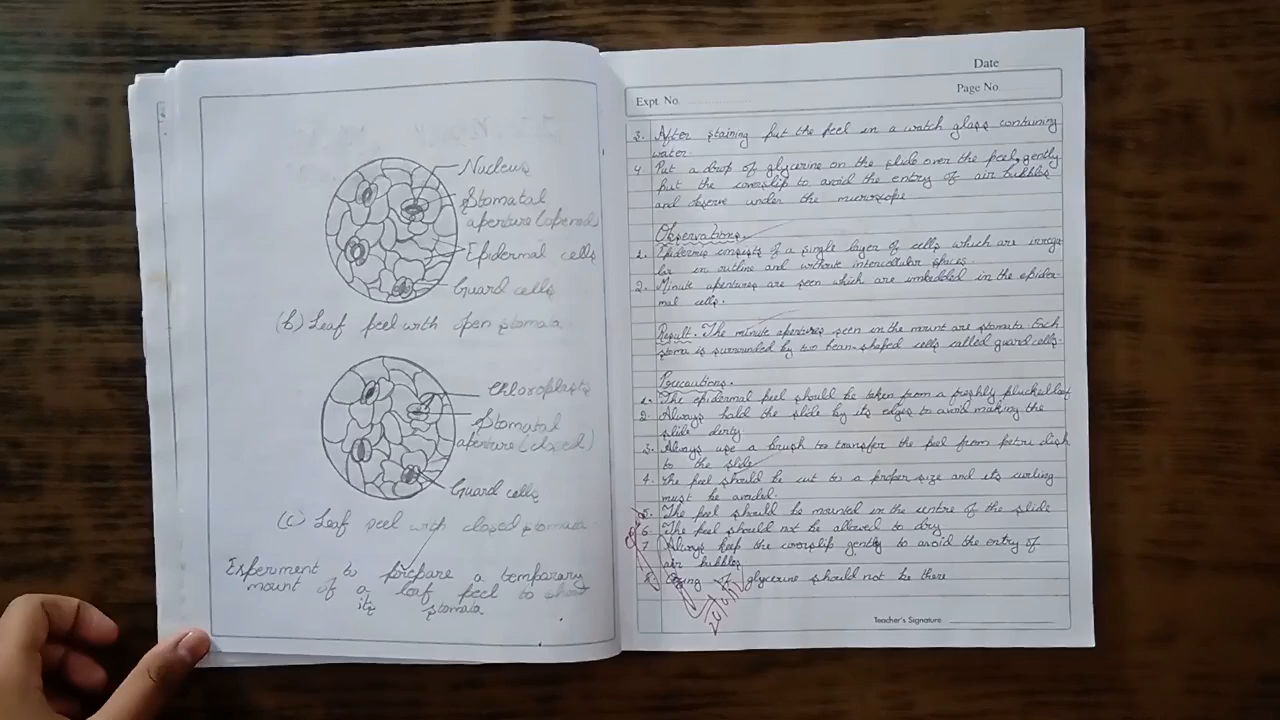 Nucleus
Stomatal
aperture (opened)
Epidermal cells
Guard cells
(b) Leaf peel with open stomata
Chloroplasts
Stomatal
aperture (closed)
Guard cells
(c) Leaf peel with closed stomata
Experiment to prepare a temparary
mount of a leaf peel to show
its stomata
Date
Expt. No.
Page No.
3. After staining put the peel in a watch glass containing
water.
4 Put a drop of glycerine on the slide over the peel, gently
put the coverslip to avoid the entry of air bubbles
and observe under the microscope
Observations.
1. Epidermis consists of a single layer of cells which are irregu
lar in outline and without intercellular spaces.
2. Minute apertures are seen which are imbedded in the epider
mal cells.
Result. The minute apertures seen in the mount are stomata. Each
stoma is surrounded by two bean-shaped cells called guard cells.
Precautions.
1. The epidermal peel should be taken from a freshly plucked leaf
2. Always hold the slide by its edges to avoid making the
slide dirty.
3. Always use a brush to transfer the peel from petri dish
to the slide
4. The peel should be cut to a proper size and its curling
must be avoided.
5. The peel should be mounted in the centre of the slide
6. The peel should not be allowed to dry
7. Always keep the coverslip gently to avoid the entry of
air bubbles
8. of glycerine should not be there
Teacher's Signature